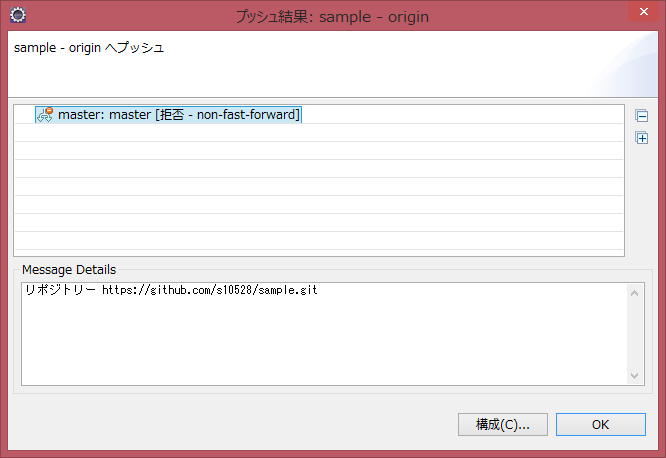 プッシュ結果: sample - origin
sample - origin へプッシュ
master: master [拒否 - non-fast-forward]
Message Details
リポジトリー https://github.com/s10528/sample.git
構成(C)...
OK